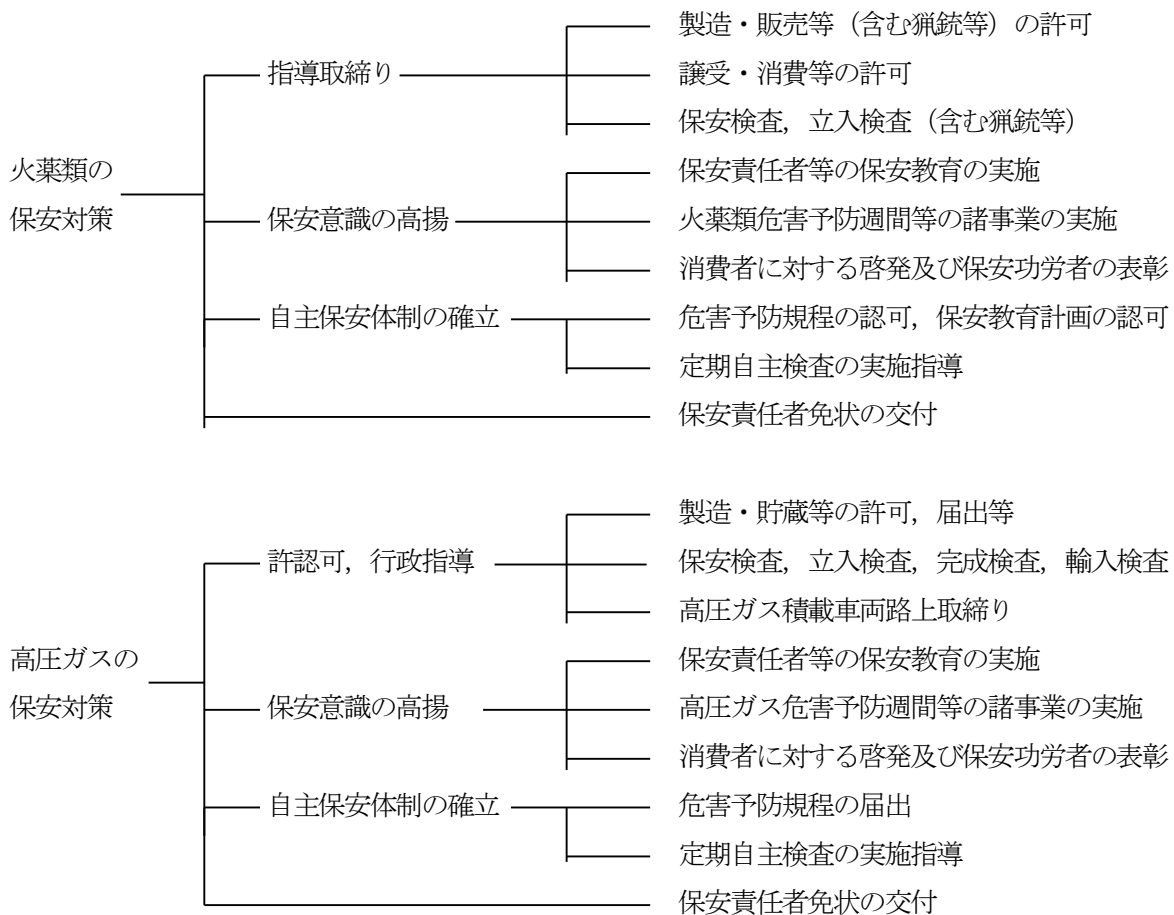 製造・販売等（含む猟銃等）の許可
指導取締り
譲受・消費等の許可
保安検査，立入検査（含む猟銃等）
火薬類の
保安対策
保安責任者等の保安教育の実施
保安意識の高揚
火薬類危害予防週間等の諸事業の実施
消費者に対する啓発及び保安功労者の表彰
自主保安体制の確立
危害予防規程の認可，保安教育計画の認可
定期自主検査の実施指導
保安責任者免状の交付
製造・貯蔵等の許可，届出等
許認可，行政指導
保安検査，立入検査，完成検査，輸入検査
高圧ガス積載車両路上取締り
高圧ガスの
保安対策
保安責任者等の保安教育の実施
保安意識の高揚
高圧ガス危害予防週間等の諸事業の実施
消費者に対する啓発及び保安功労者の表彰
自主保安体制の確立
危害予防規程の届出
定期自主検査の実施指導
保安責任者免状の交付